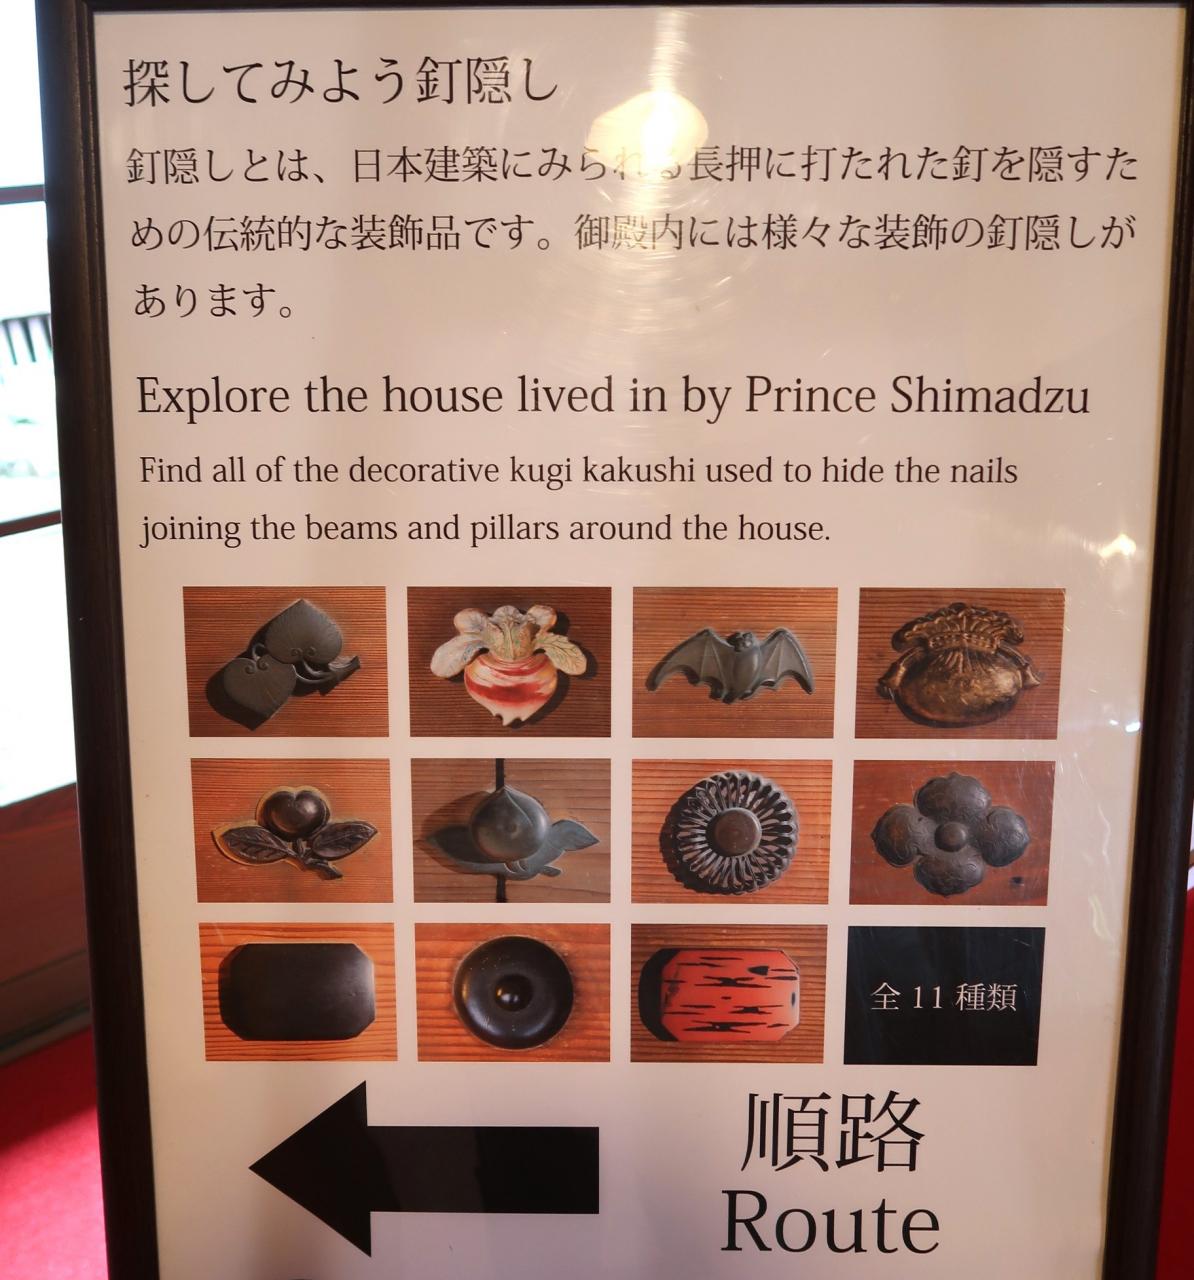 探してみよう釘隠し
釘隠しとは、日本建築にみられる長押に打たれた釘を隠すた
めの伝統的な装飾品です。御殿内には様々な装飾の釘隠しが
あります。
Explore the house lived in by Prince Shimadzu
Find all of the decorative kugi kakushi used to hide the nails
joining the beams and pillars around the house.
全 11 種類
順路
Route